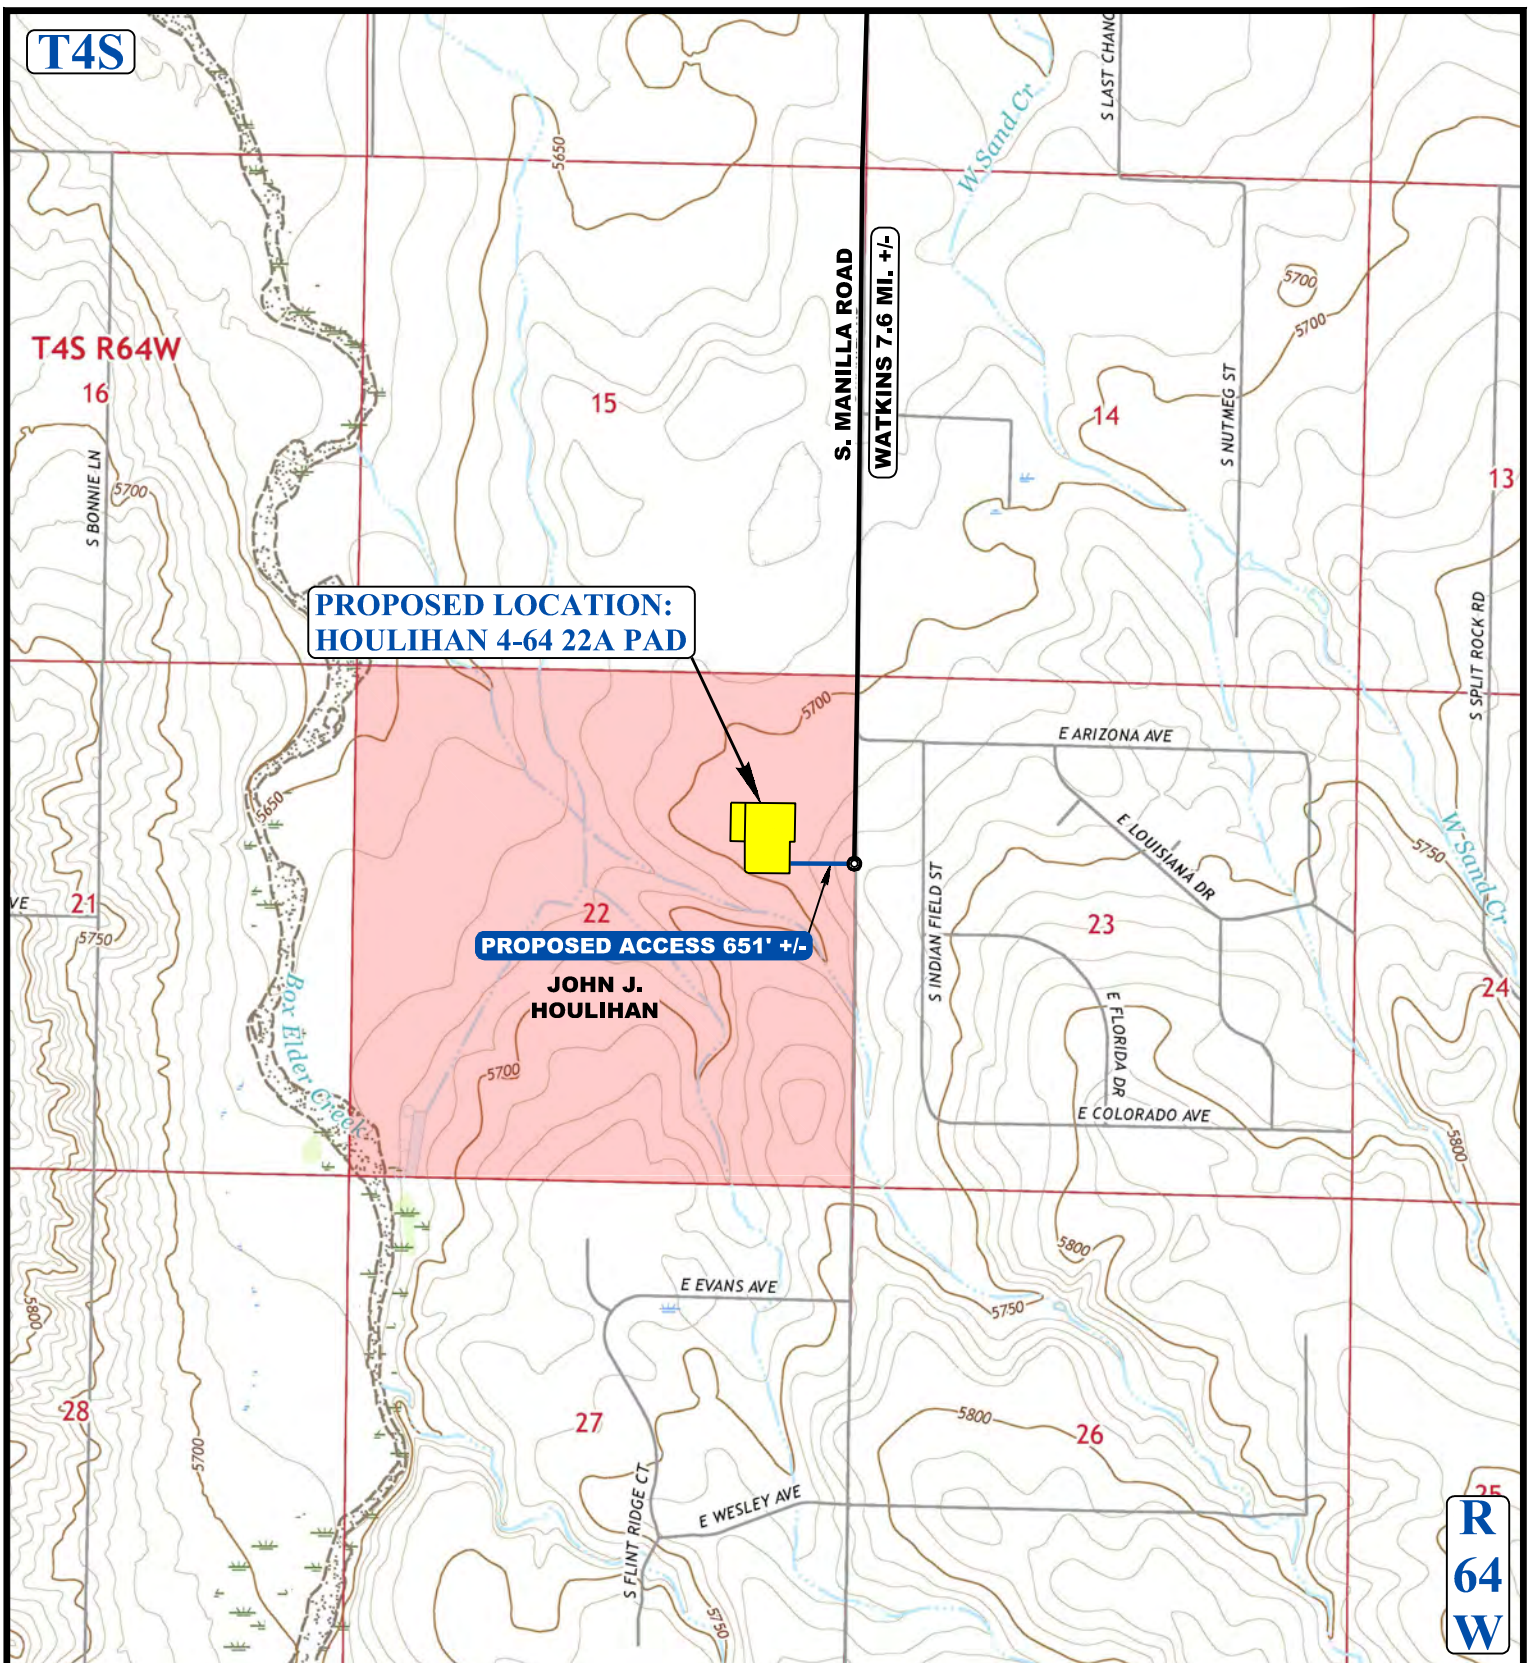 T4S
S LAST CHANC
W Sand Cr
5650
S. MANILLA ROAD
WATKINS 7.6 MI. +/-
5700
5700
T4S R64W
16
15
14
S NUTMEG ST
S BONNIE LN
5700
13
PROPOSED LOCATION:
HOULIHAN 4-64 22A PAD
S SPLIT ROCK RD
5700
E ARIZONA AVE
5650
E LOUISIANA DR
W Sand Cr
5750
VE
21
22
23
S INDIAN FIELD ST
5750
PROPOSED ACCESS 651' +/-
JOHN J.
HOULIHAN
24
Box Elder Creek
E FLORIDA DR
5700
E COLORADO AVE
5800
5800
E EVANS AVE
5800
5750
28
27
5800
26
5700
25
S FLINT RIDGE CT
E WESLEY AVE
R
64
W
5750